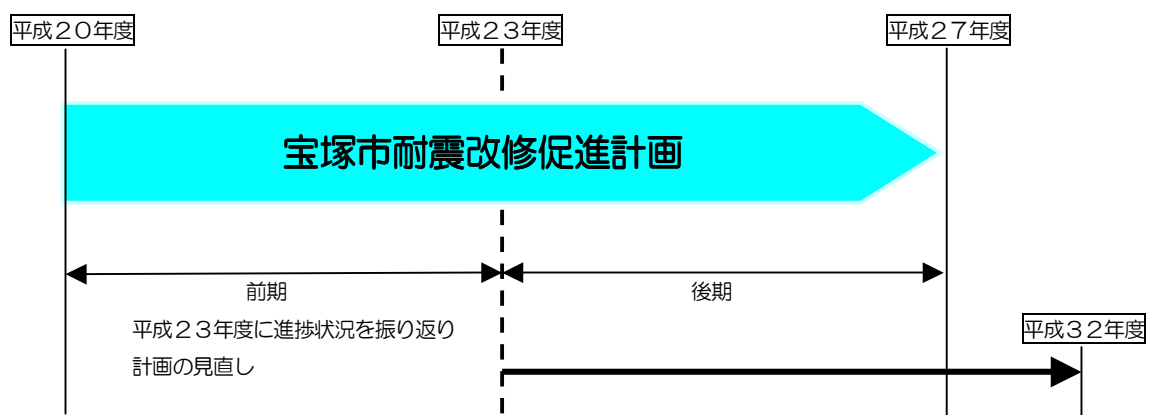 平成２０年度
平成２３年度
平成２７年度
宝塚市耐震改修促進計画
前期
後期
平成２３年度に進捗状況を振り返り
計画の見直し
平成３２年度